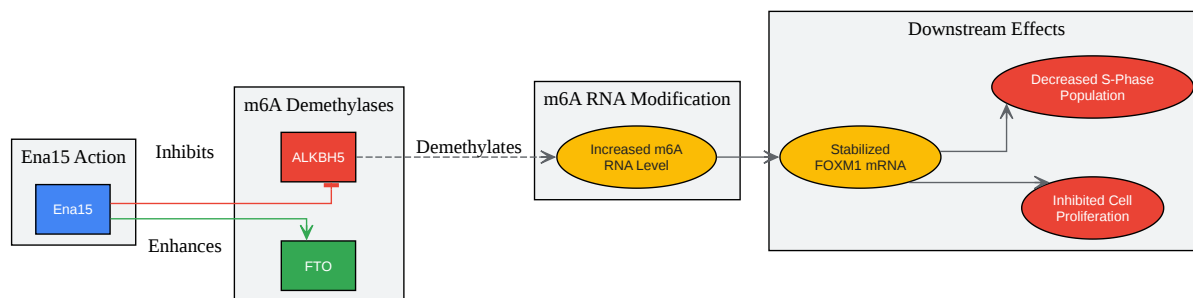 Ena15 Action
Ena15
Inhibits
Enhances
m6A Demethylases
ALKBH5
FTO
Demethylates
m6A RNA Modification
Increased m6A
RNA Level
Downstream Effects
Stabilized
FOXM1 mRNA
Decreased S-Phase
Population
Inhibited Cell
Proliferation